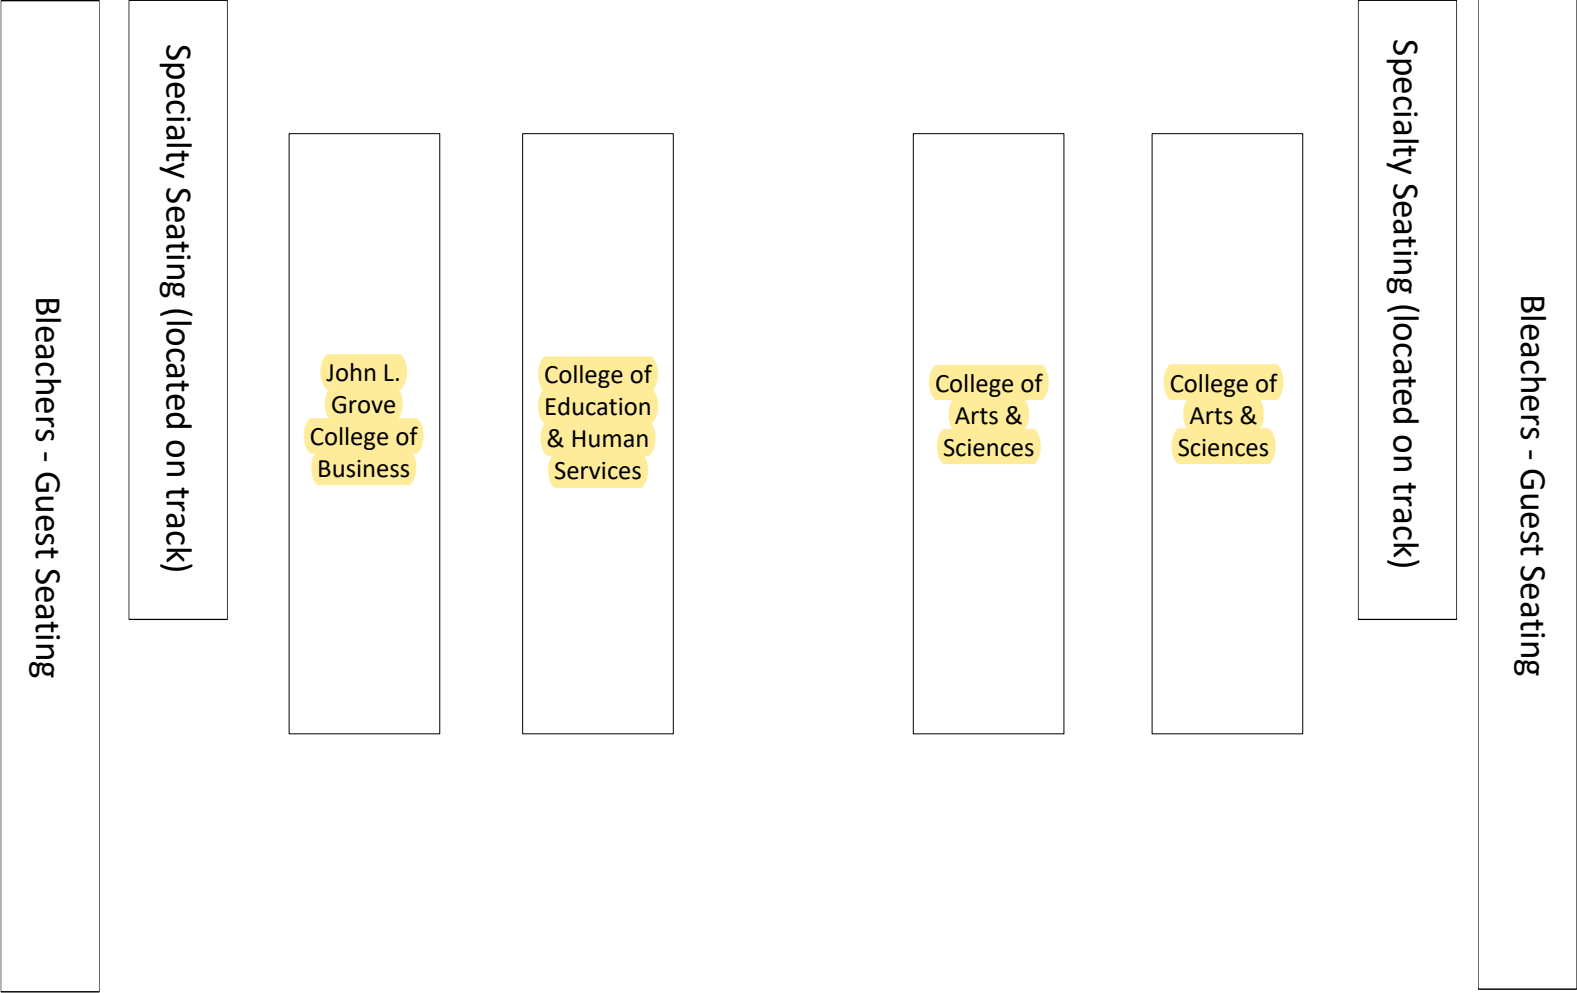 Bleachers - Guest Seating
Specialty Seating (located on track)
John L.
Grove
College of
Business
College of
Education
& Human
Services
College of
Arts &
Sciences
College of
Arts &
Sciences
Specialty Seating (located on track)
Bleachers - Guest Seating